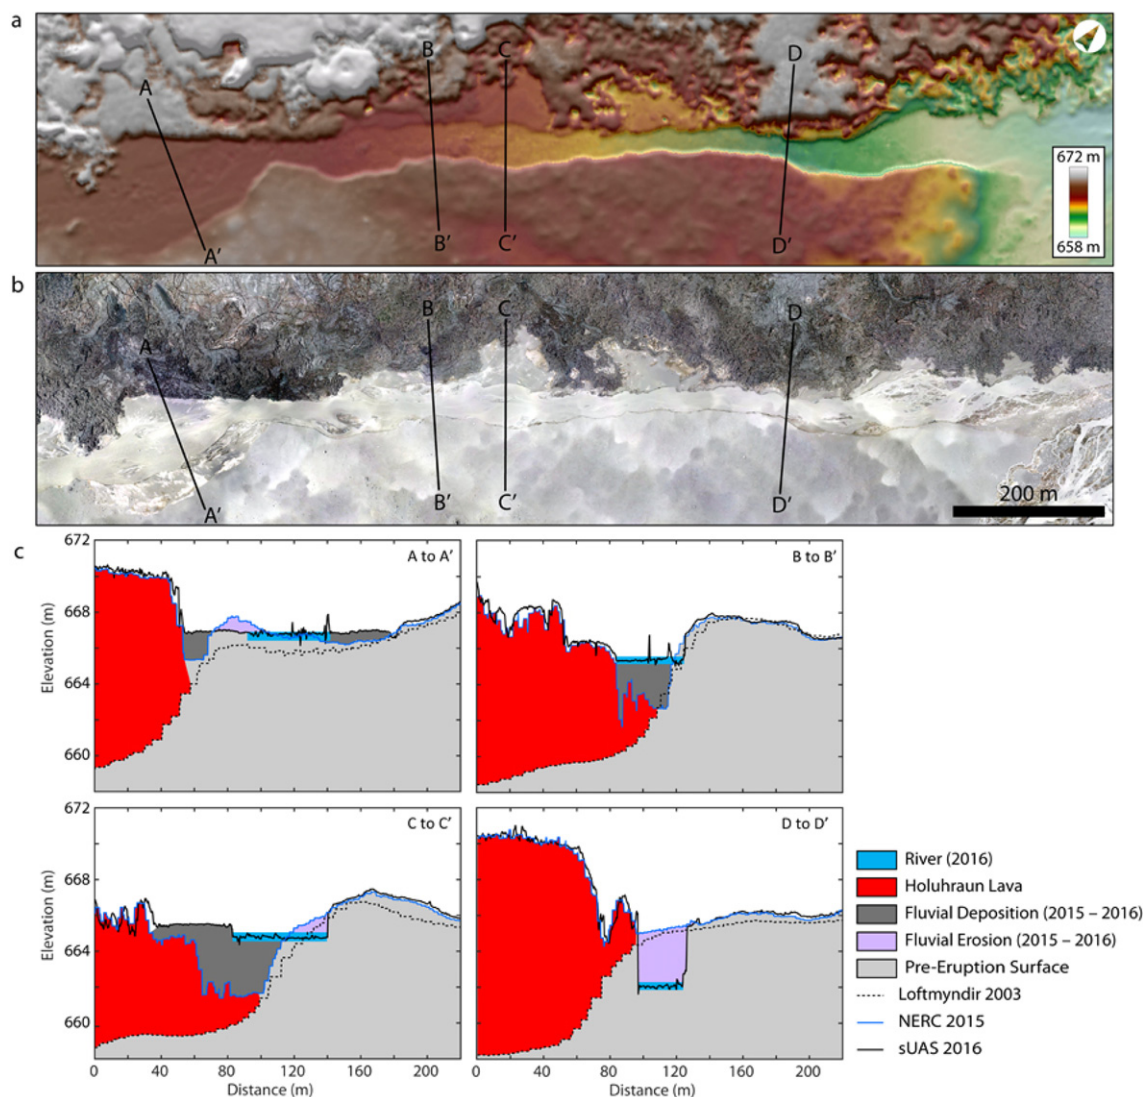 a
A
B
C
D
672 m
658 m
A'
B'
C'
D'
b
A
B
C
D
A'
B'
C'
D'
200 m
c
672
668
664
660
Elevation (m)
A to A'
B to B'
672
668
664
660
Elevation (m)
C to C'
D to D'
0 40 80 120 160 200
Distance (m)
0 40 80 120 160 200
Distance (m)
River (2016)
Holuhraun Lava
Fluvial Deposition (2015 – 2016)
Fluvial Erosion (2015 – 2016)
Pre-Eruption Surface
Loftmyndir 2003
NERC 2015
sUAS 2016